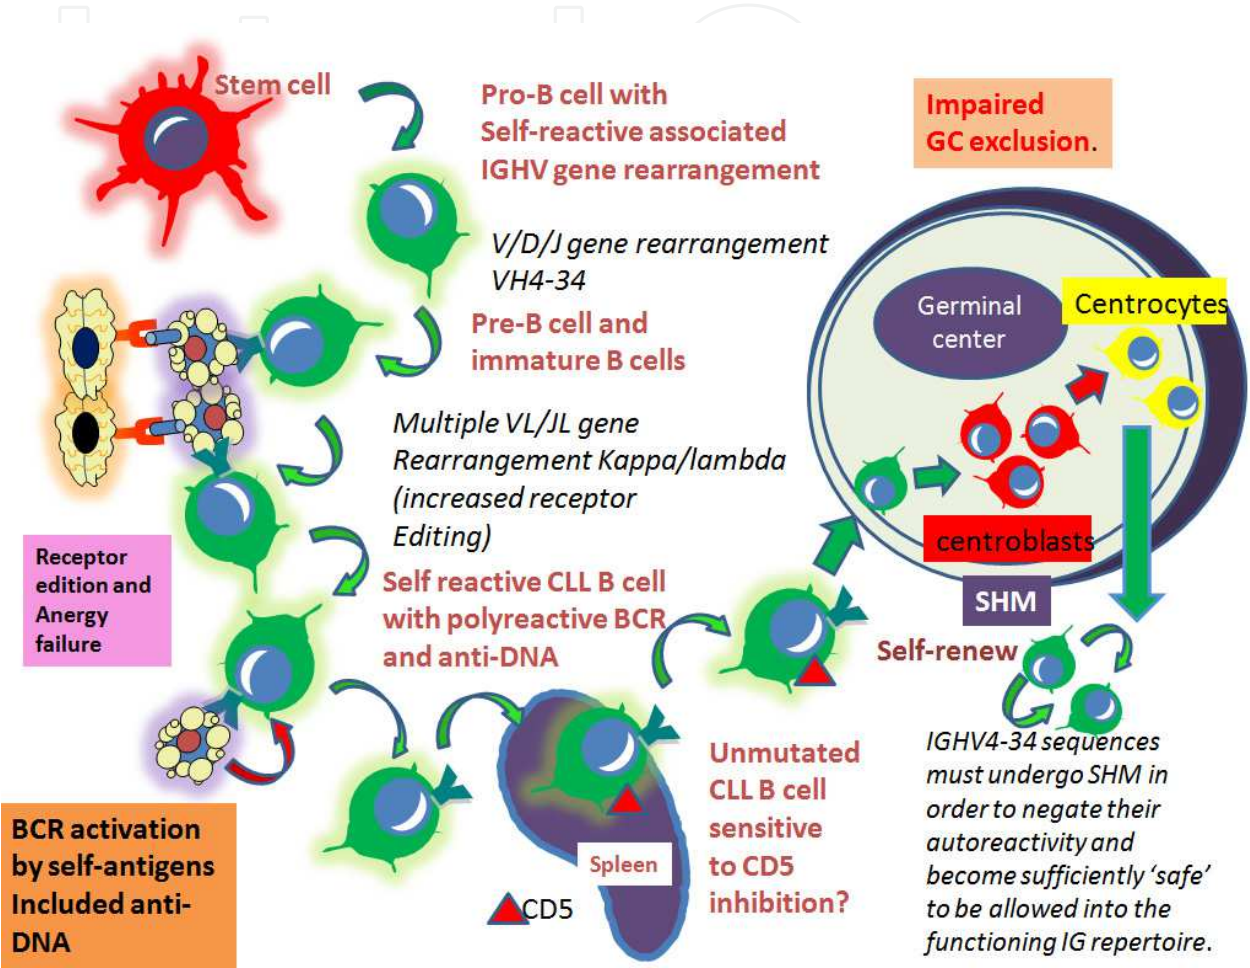 Stem cell
Pro-B cell with
Self-reactive associated
IGHV gene rearrangement
V/D/J gene rearrangement
VH4-34
Pre-B cell and
immature B cells
Multiple VL/JL gene
Rearrangement Kappa/lambda
(increased receptor
Editing)
Receptor
edition and
Anergy
failure
Self reactive CLL B cell
with polyreactive BCR
and anti-DNA
BCR activation
by self-antigens
Included anti-
DNA
Spleen
CD5
Unmutated
CLL B cell
sensitive
to CD5
inhibition?
Impaired
GC exclusion.
Germinal
center
Centrocytes
centroblasts
SHM
Self-renew
IGHV4-34 sequences
must undergo SHM in
order to negate their
autoreactivity and
become sufficiently ‘safe’
to be allowed into the
functioning IG repertoire.